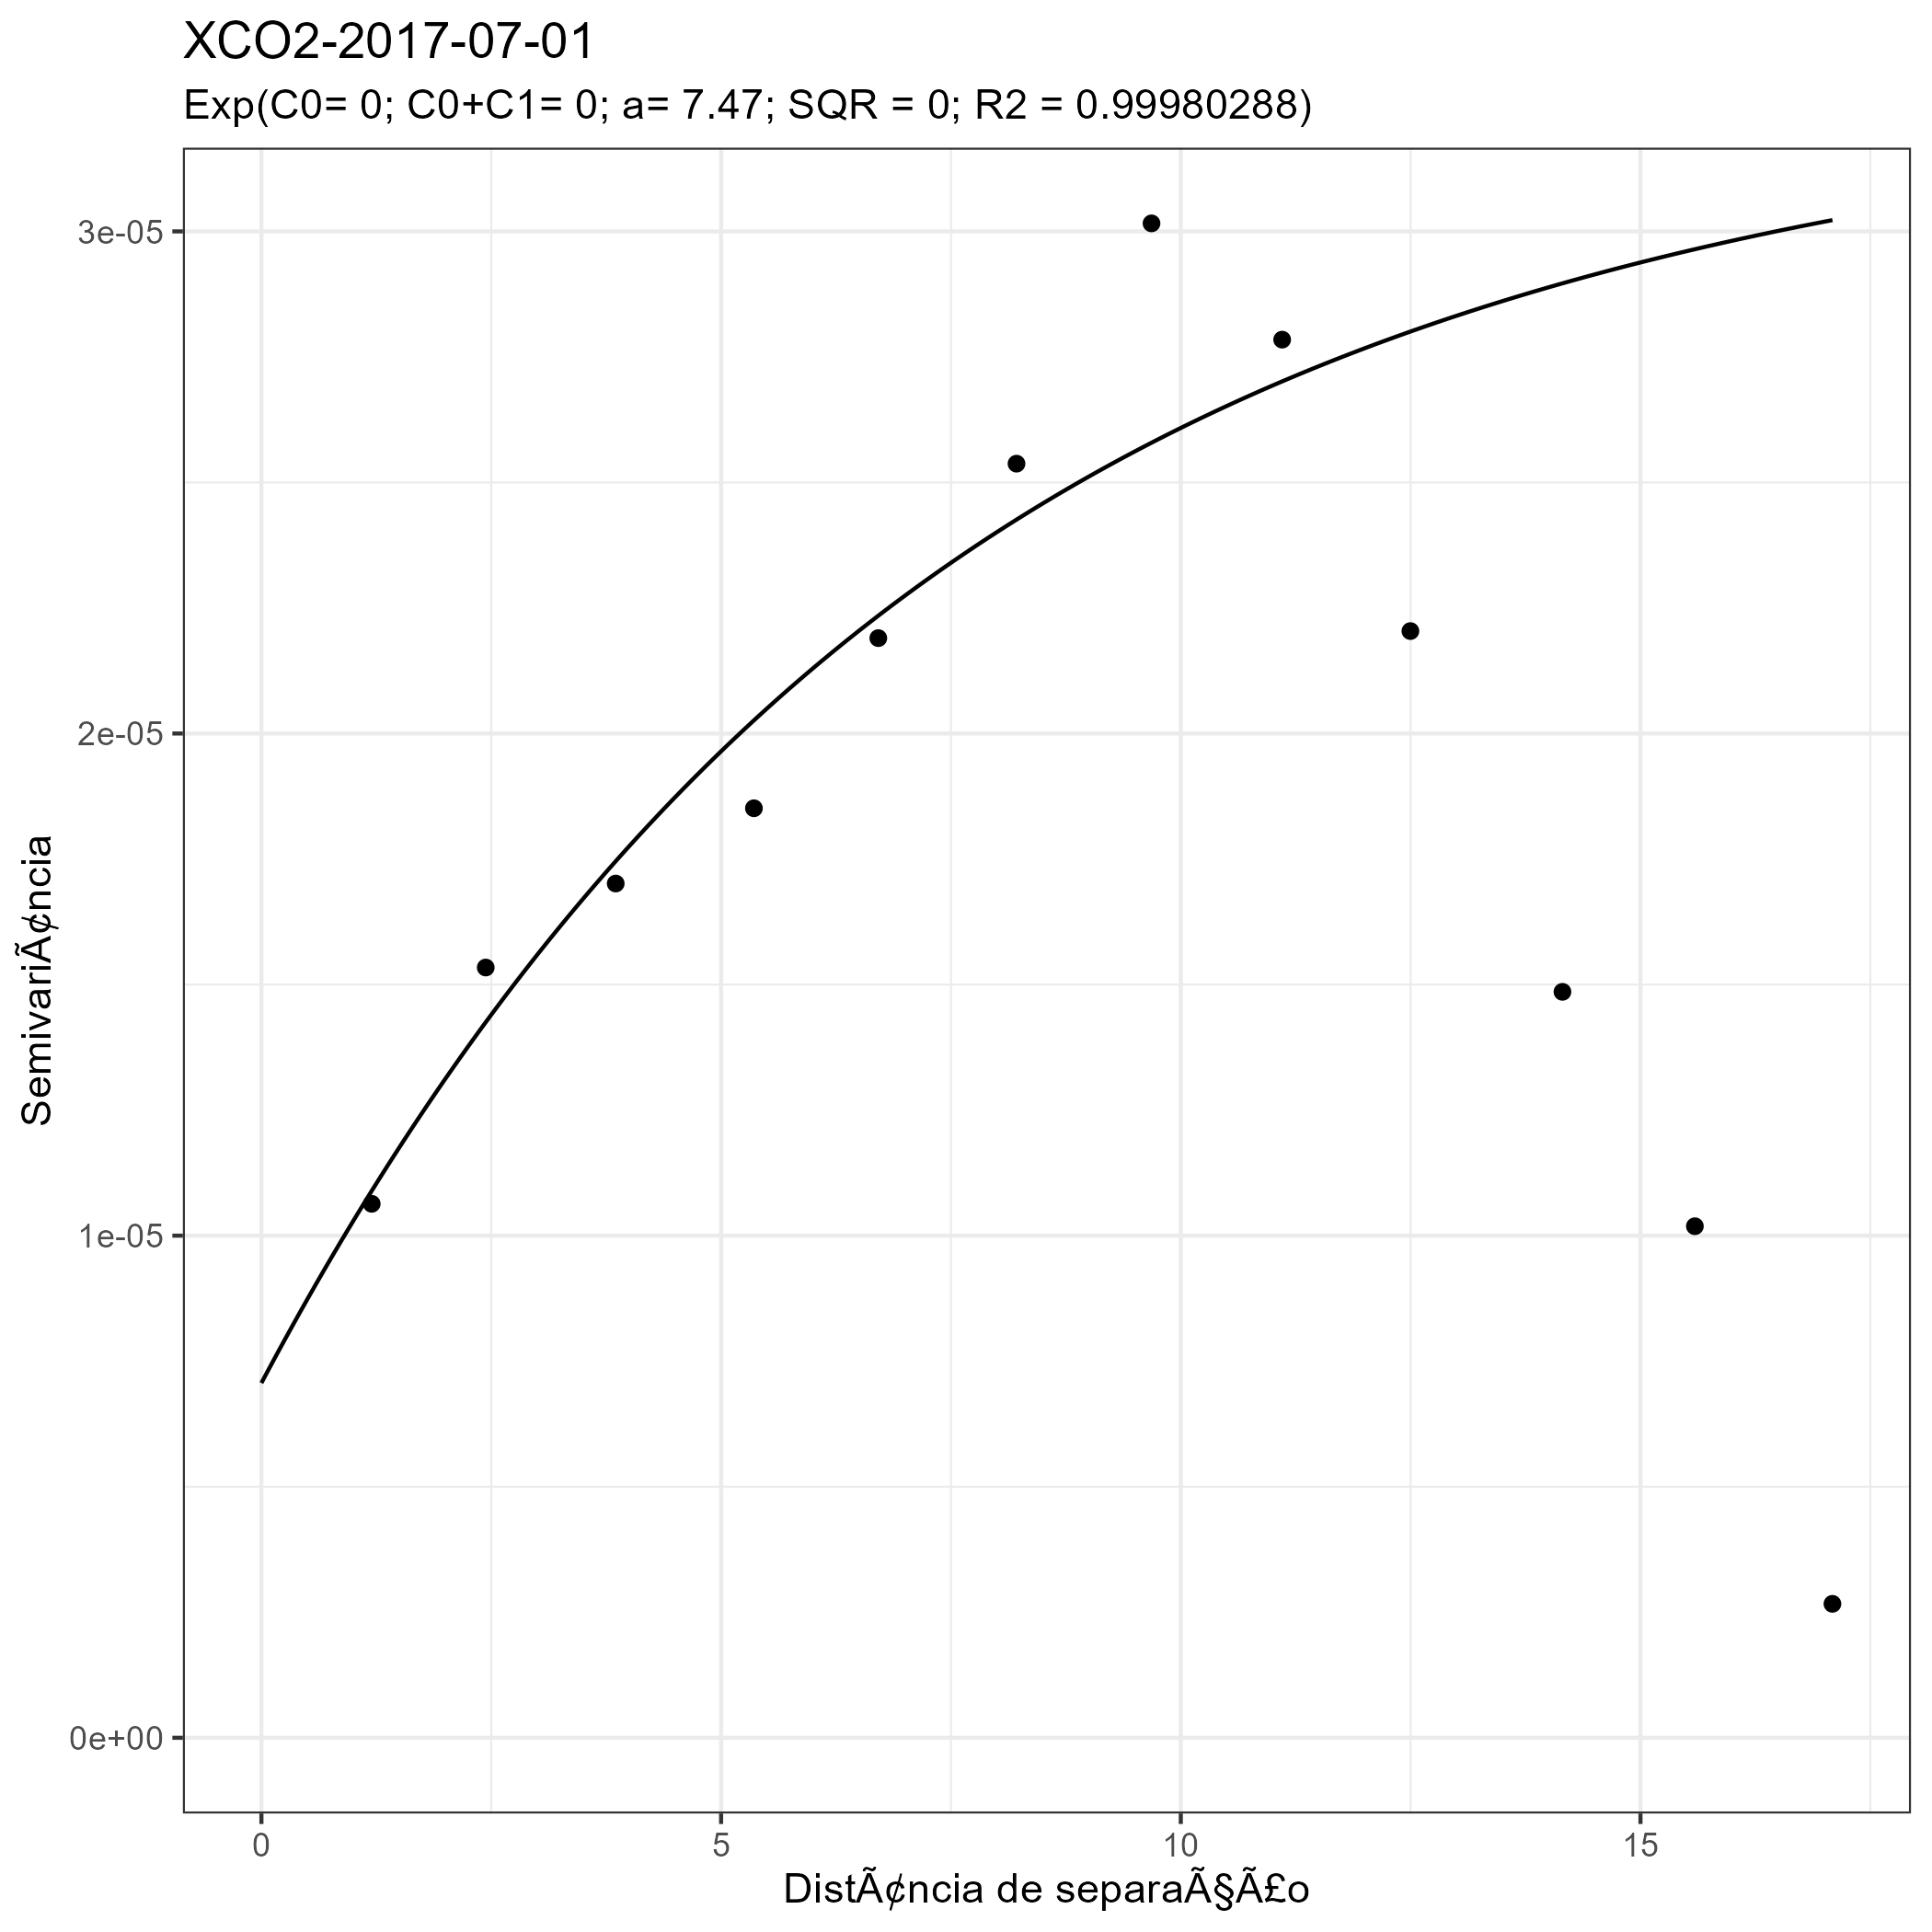 XCO2-2017-07-01
Exp(C0= 0; C0+C1= 0; a= 7.47; SQR = 0; R2 = 0.99980288)
3e-05
2e-05
1e-05
0e+00
SemivariÃ¢ncia
0 5 10 15
DistÃ¢ncia de separaÃ§Ã£o